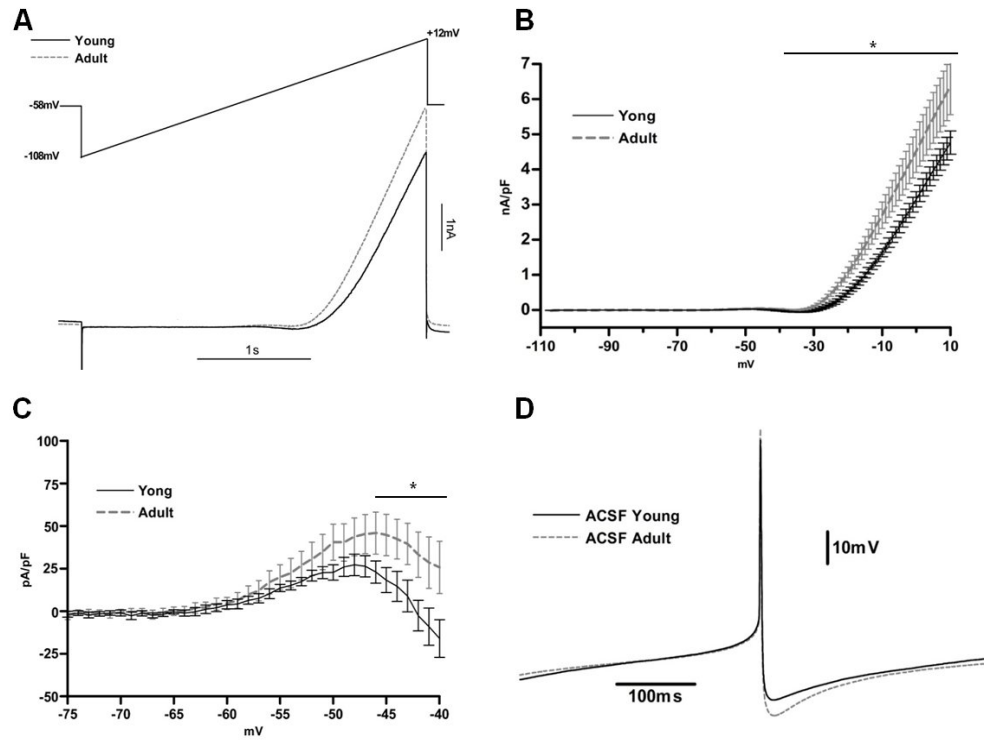 A
Young
Adult
+12mV
-58mV
-108mV
1nA
1s
B
*
Yong
Adult
nA/pF
7
6
5
4
3
2
1
0
-110 -90 -70 -50 -30 -10 10
mV
C
*
Yong
Adult
pA/pF
100
75
50
25
0
-25
-50
-75 -70 -65 -60 -55 -50 -45 -40
mV
D
ACSF Young
ACSF Adult
10mV
100ms